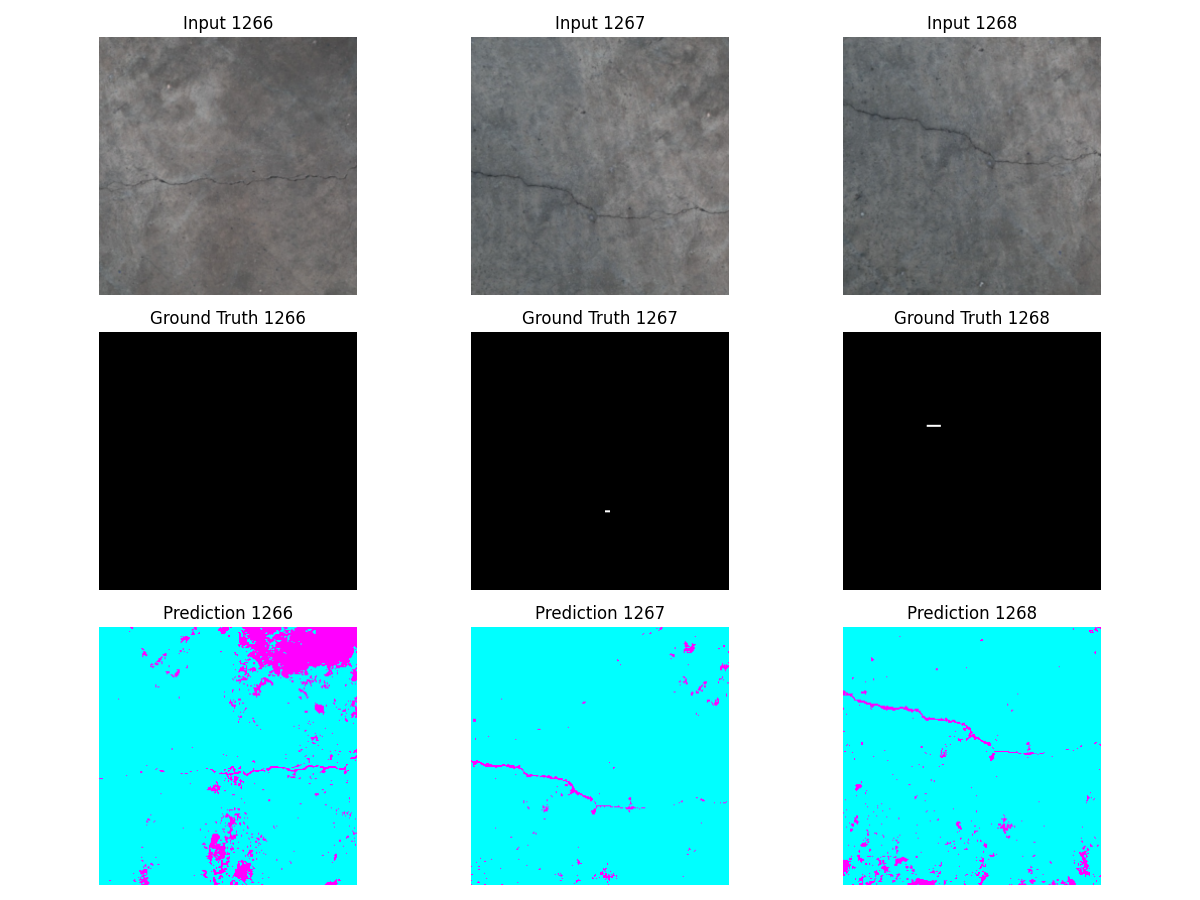 Input 1266
Input 1267
Input 1268
Ground Truth 1266
Ground Truth 1267
Ground Truth 1268
Prediction 1266
Prediction 1267
Prediction 1268